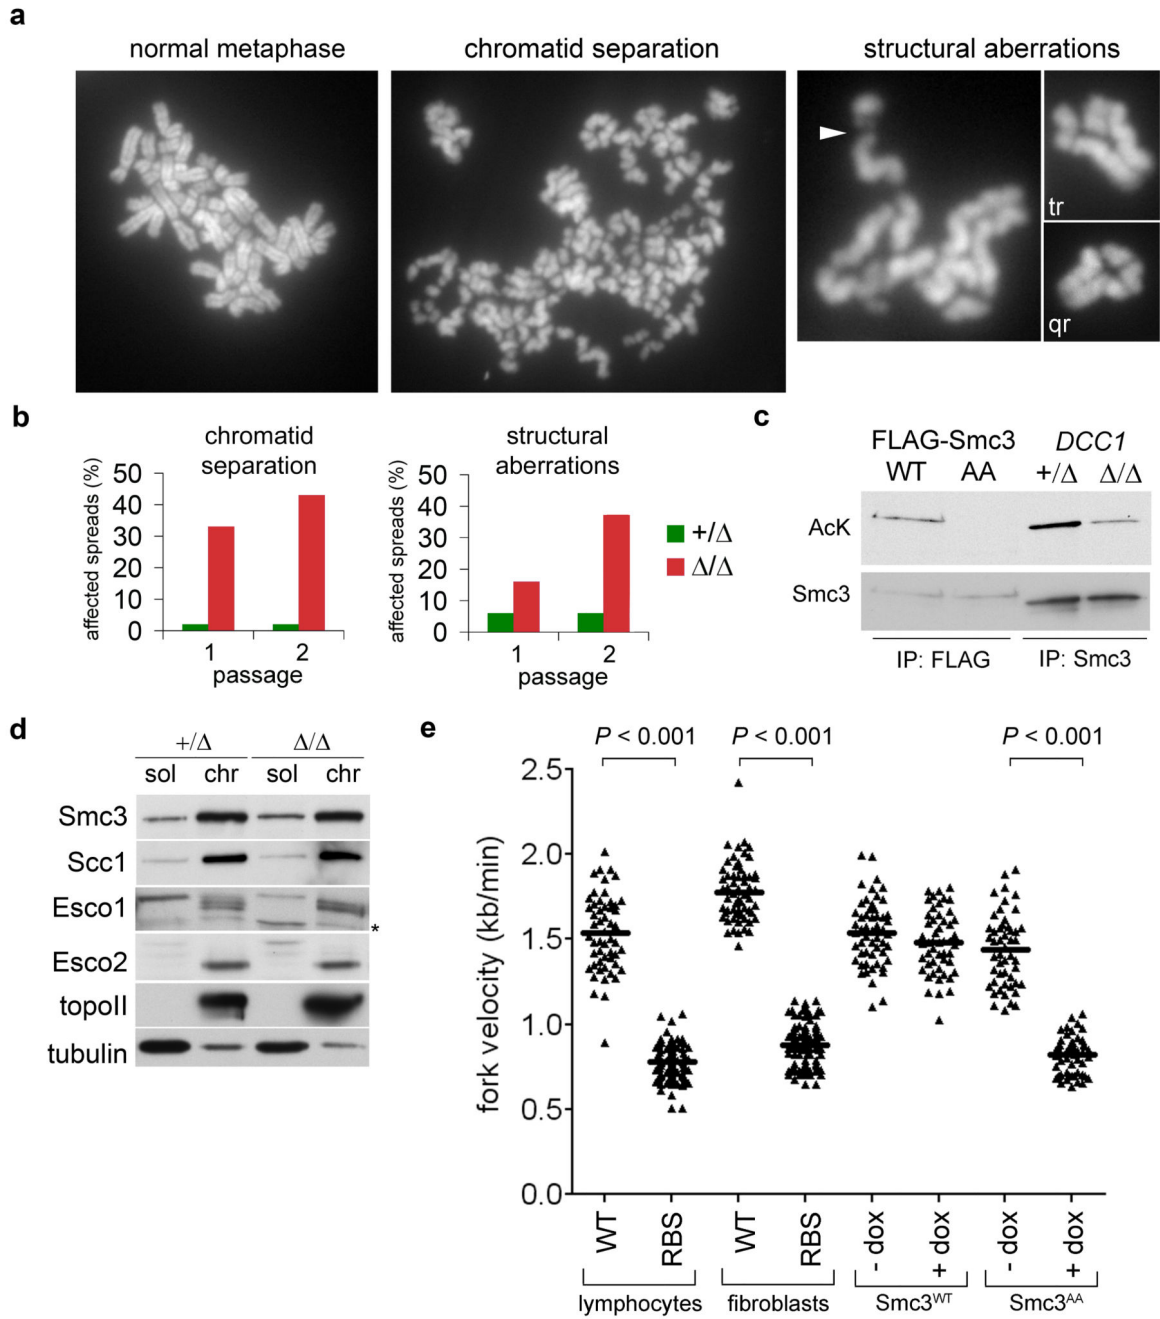 a
normal metaphase
chromatid separation
structural aberrations
tr
qr
b
chromatid
separation
affected spreads (%)
50
40
30
20
10
0
1
2
passage
structural
aberrations
affected spreads (%)
50
40
30
20
10
0
1
2
passage
+/Δ
Δ/Δ
c
FLAG-Smc3
DCC1
WT
AA
+/Δ
Δ/Δ
AcK
Smc3
IP: FLAG
IP: Smc3
d
+/Δ
Δ/Δ
sol
chr
sol
chr
Smc3
Scc1
Esco1
*
Esco2
topoII
tubulin
e
P < 0.001
P < 0.001
P < 0.001
fork velocity (kb/min)
2.5
2.0
1.5
1.0
0.5
0.0
WT
RBS
WT
RBS
- dox
+ dox
- dox
+ dox
lymphocytes
fibroblasts
Smc3WT
Smc3AA